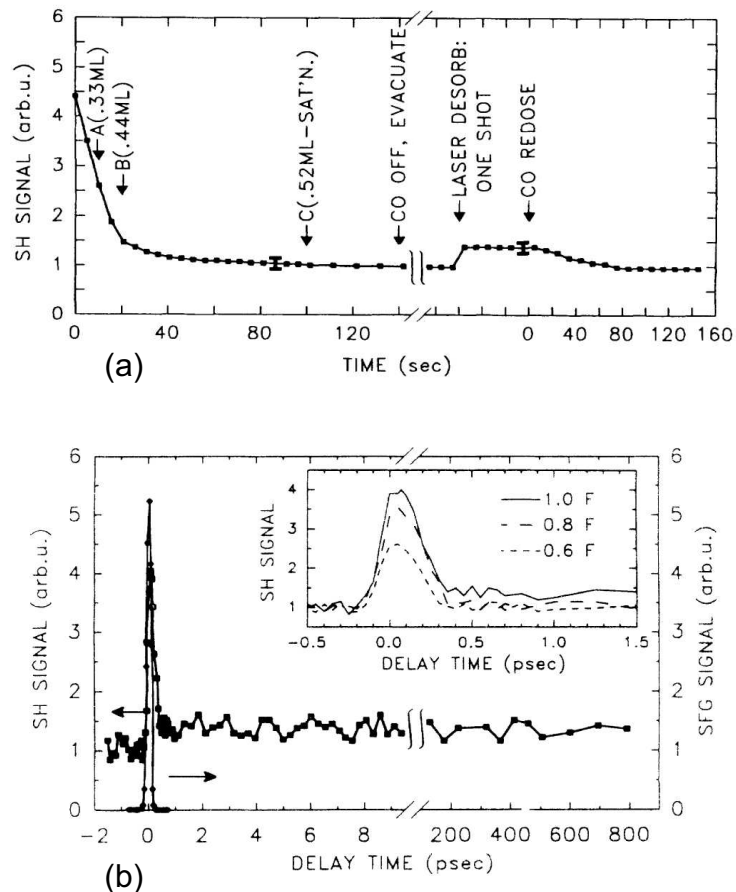 6
5
4
3
2
1
0
SH SIGNAL (arb.u.)
A(.33ML)
B(.44ML)
C(.52ML-SAT'N.)
CO OFF, EVACUATE
LASER DESORB:
ONE SHOT
CO REDOSE
0 40 80 120 0 40 80 120 160
TIME (sec)
(a)
6
5
4
3
2
1
0
SH SIGNAL (arb.u.)
SH SIGNAL
4
3
2
1
1.0 F
0.8 F
0.6 F
-0.5 0.0 0.5 1.0 1.5
DELAY TIME (psec)
6
5
4
3
2
1
0
SFG SIGNAL (arb.u.)
-2 0 2 4 6 8 200 400 600 800
DELAY TIME (psec)
(b)